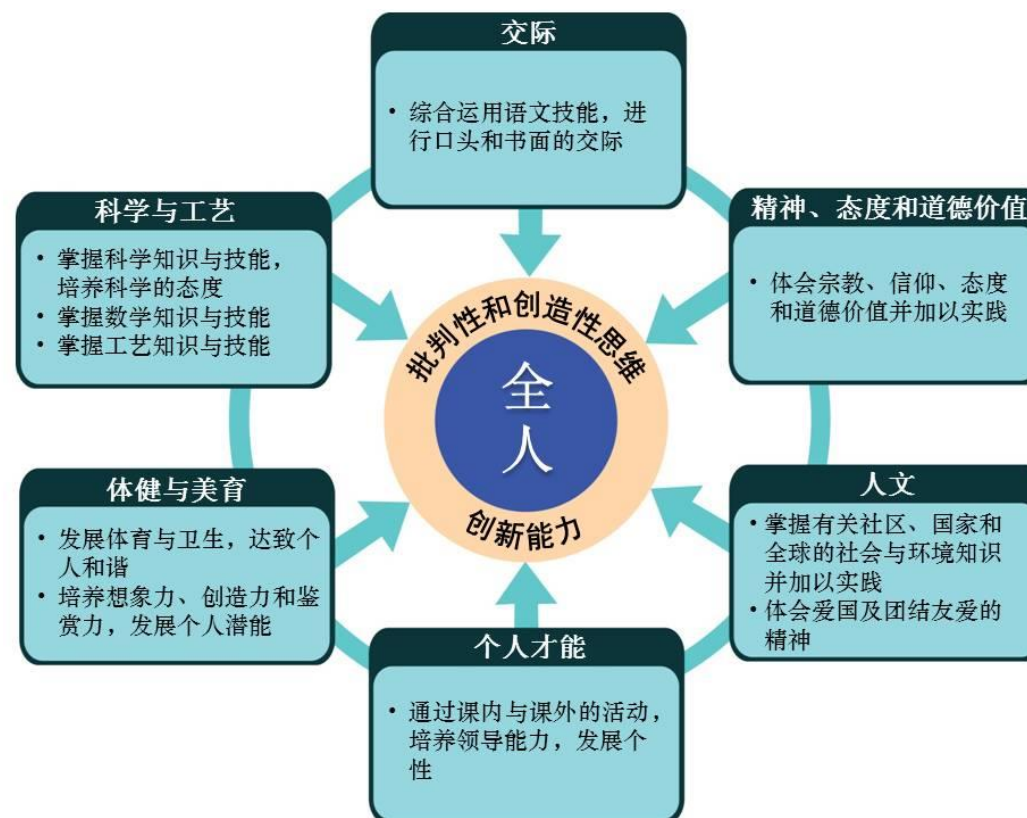 交际
• 综合运用语文技能，进
行口头和书面的交际
精神、态度和道德价值
• 体会宗教、信仰、态度
和道德价值并加以实践
人文
• 掌握有关社区、国家和
全球的社会与环境知识
并加以实践
• 体会爱国及团结友爱的
精神
个人才能
• 通过课内与课外的活动，
培养领导能力，发展个
性
体健与美育
• 发展体育与卫生，达致个
人和谐
• 培养想象力、创造力和鉴
赏力，发展个人潜能
科学与工艺
• 掌握科学知识与技能，
培养科学的态度
• 掌握数学知识与技能
• 掌握工艺知识与技能
批判性和创造性思维
全
人
创新能力